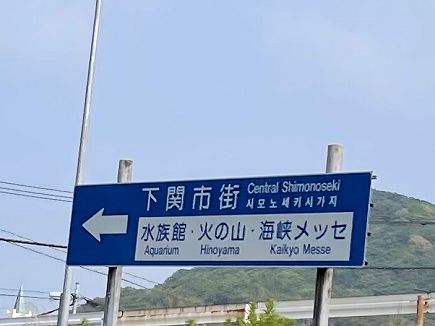 下関市街 Central Shimonoseki
시모노세키시가지
水族館・火の山・海峡メッセ
Aquarium Hinoyama Kaikyo Messe